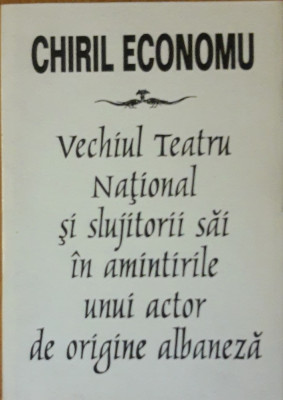 CHIRIL ECONOMU
Vechiul Teatru
Naţional
şi slujitorii săi
în amintirile
unui actor
de origine albaneză